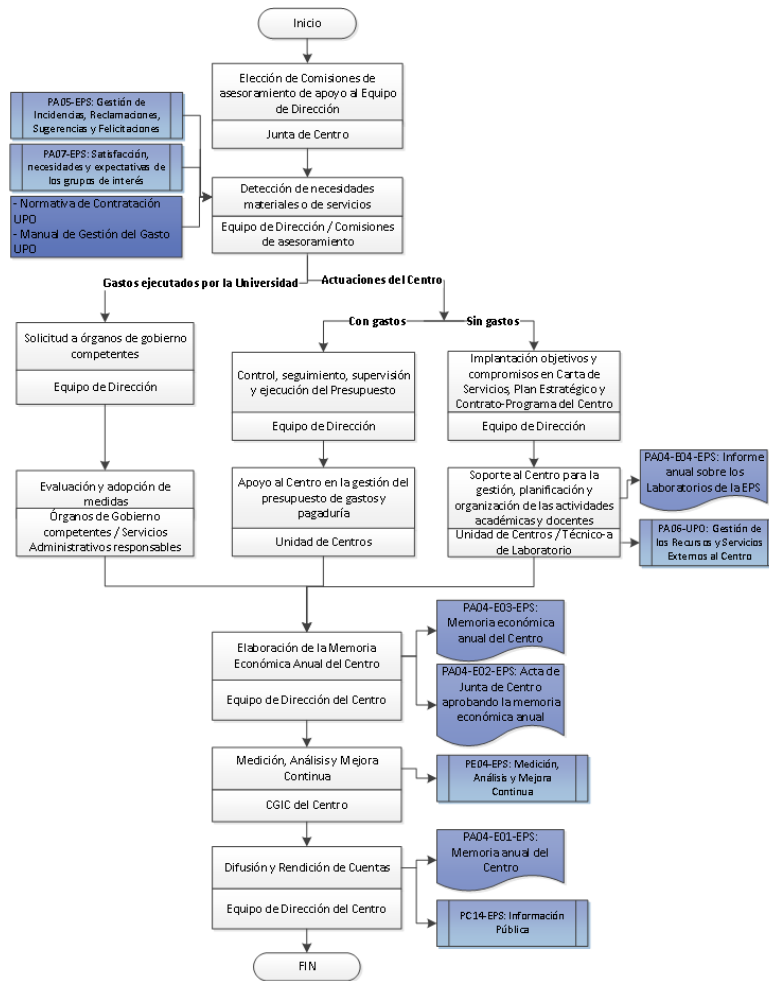 Inicio
Elección de Comisiones de
asesoramiento de apoyo al Equipo
de Dirección
Junta de Centro
PA05-EPS: Gestión de
Incidencias, Reclamaciones,
Sugerencias y Felicitaciones
PA07-EPS: Satisfacción,
necesidades y expectativas de
los grupos de interés
- Normativa de Contratación
UPO
- Manual de Gestión del Gasto
UPO
Detección de necesidades
materiales o de servicios
Equipo de Dirección / Comisiones
de asesoramiento
Gastos ejecutados por la Universidad
Actuaciones del Centro
Con gastos
Sin gastos
Solicitud a órganos de gobierno
competentes
Equipo de Dirección
Control, seguimiento, supervisión
y ejecución del Presupuesto
Equipo de Dirección
Implantación objetivos y
compromisos en Carta de
Servicios, Plan Estratégico y
Contrato-Programa del Centro
Equipo de Dirección
Evaluación y adopción de
medidas
Órganos de Gobierno
competentes / Servicios
Administrativos responsables
Apoyo al Centro en la gestión del
presupuesto de gastos y
pagaduría
Unidad de Centros
Soporte al Centro para la
gestión, planificación y
organización de las actividades
académicas y docentes
Unidad de Centros / Técnico-a
de Laboratorio
PA04-E04-EPS: Informe
anual sobre los
Laboratorios de la EPS
PA06-UPO: Gestión de
los Recursos y Servicios
Externos al Centro
Elaboración de la Memoria
Económica Anual del Centro
Equipo de Dirección del Centro
PA04-E03-EPS:
Memoria económica
anual del Centro
PA04-E02-EPS: Acta de
Junta de Centro
aprobando la memoria
económica anual
Medición, Análisis y Mejora
Continua
CGIC del Centro
PE04-EPS: Medición,
Análisis y Mejora
Continua
Difusión y Rendición de Cuentas
Equipo de Dirección del Centro
PA04-E01-EPS:
Memoria anual del
Centro
PC14-EPS: Información
Pública
FIN